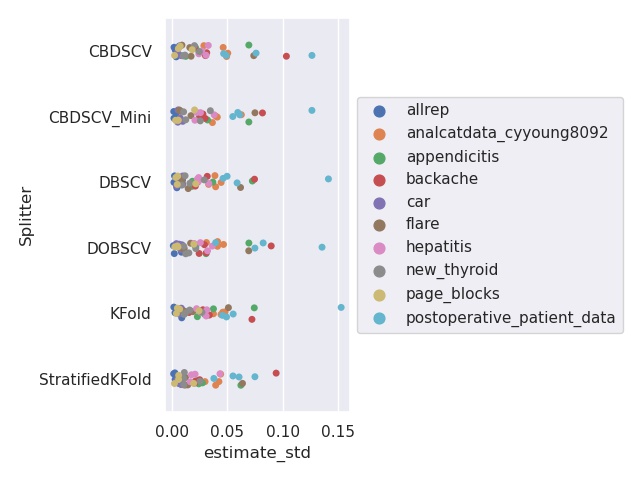 CBDSCV
CBDSCV_Mini
DBSCV
DOBSCV
KFold
StratifiedKFold
Splitter
0.00 0.05 0.10 0.15
estimate_std
allrep
analcatdata_cyyoung8092
appendicitis
backache
car
flare
hepatitis
new_thyroid
page_blocks
postoperative_patient_data